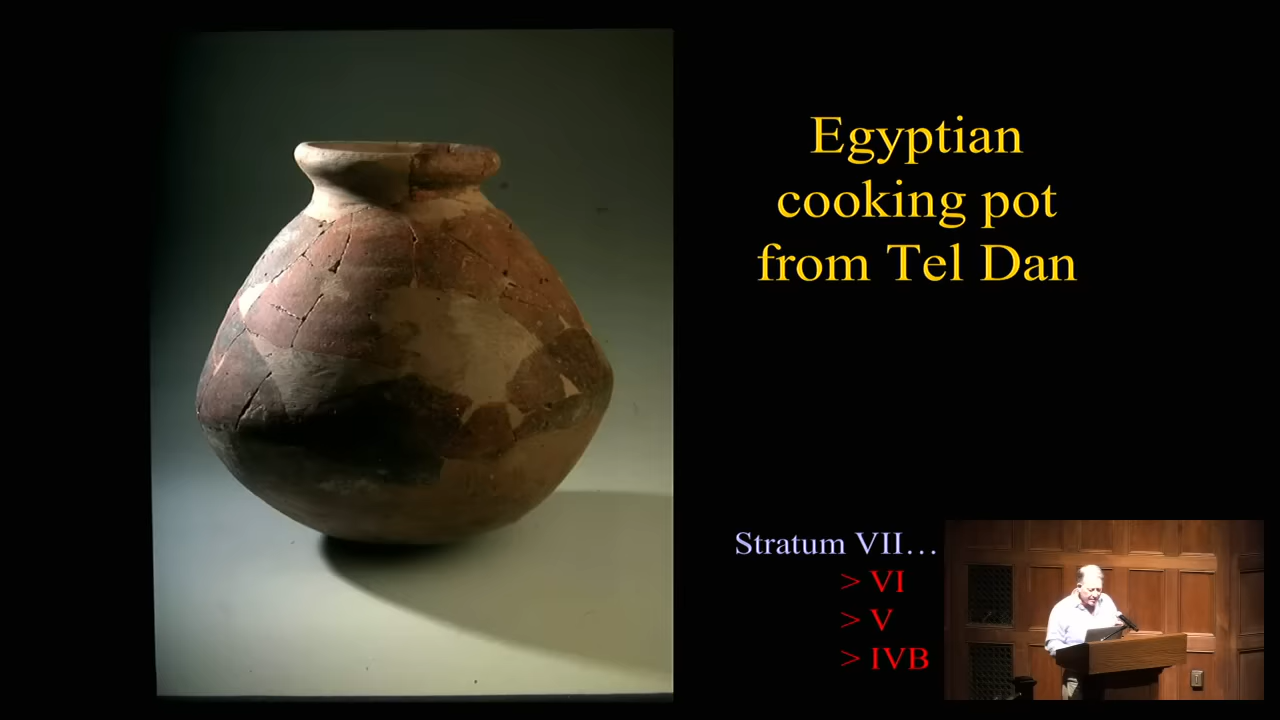 Egyptian
cooking pot
from Tel Dan
Stratum VII…
> VI
> V
> IVB